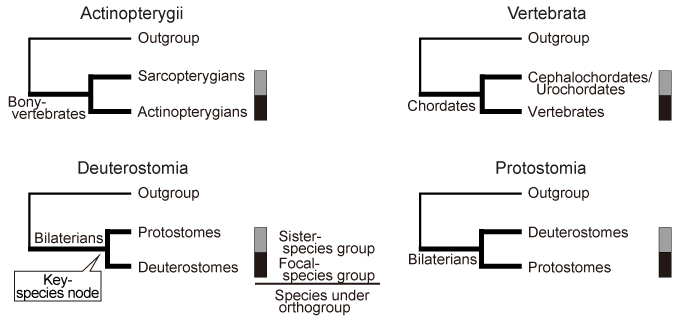 Actinopterygii
Outgroup
Sarcopterygians
Bony-
vertebrates
Actinopterygians
Vertebrata
Outgroup
Cephalochordates/
Urochordates
Chordates
Vertebrates
Deuterostomia
Outgroup
Protostomes
Bilaterians
Deuterostomes
Key-
species node
Sister-
species group
Focal-
species group
Species under
orthogroup
Protostomia
Outgroup
Deuterostomes
Bilaterians
Protostomes